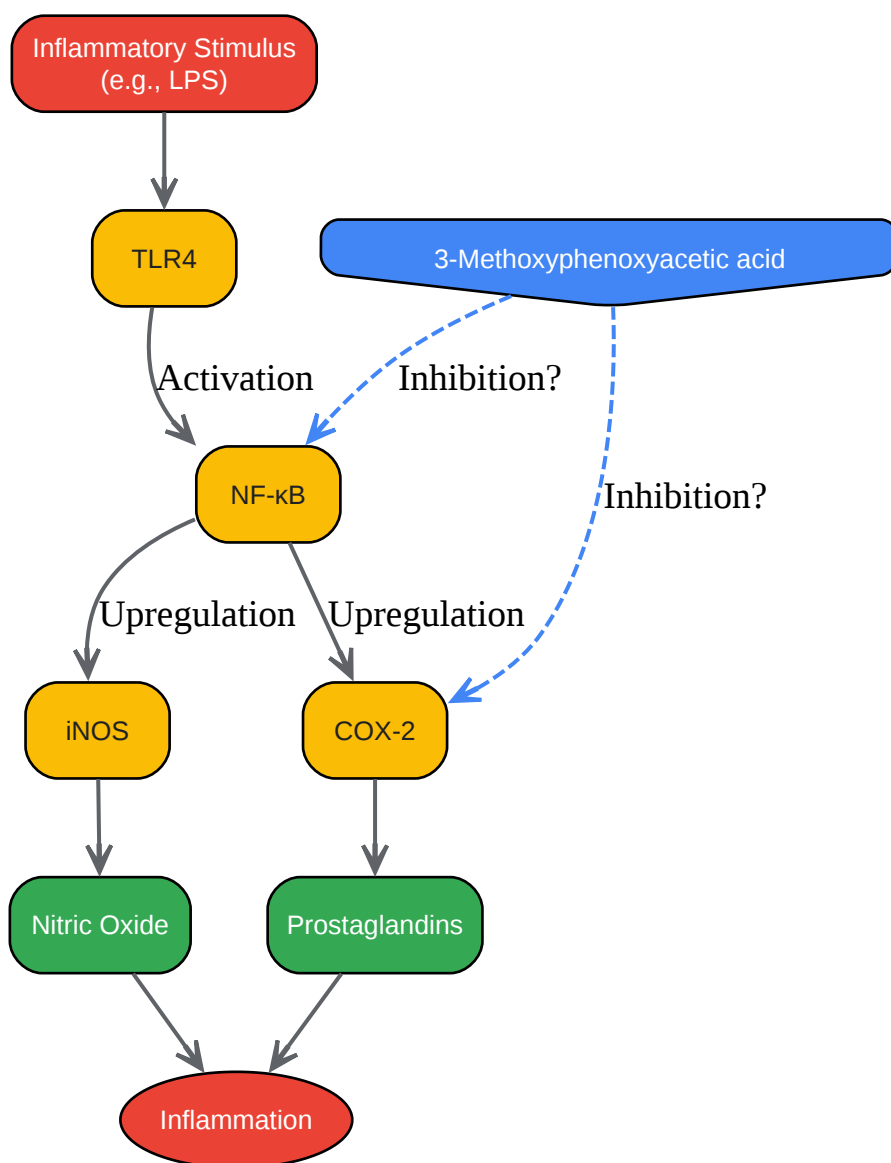 Inflammatory Stimulus
(e.g., LPS)
TLR4
3-Methoxyphenoxyacetic acid
Activation
Inhibition?
NF-κB
Inhibition?
Upregulation
Upregulation
iNOS
COX-2
Nitric Oxide
Prostaglandins
Inflammation